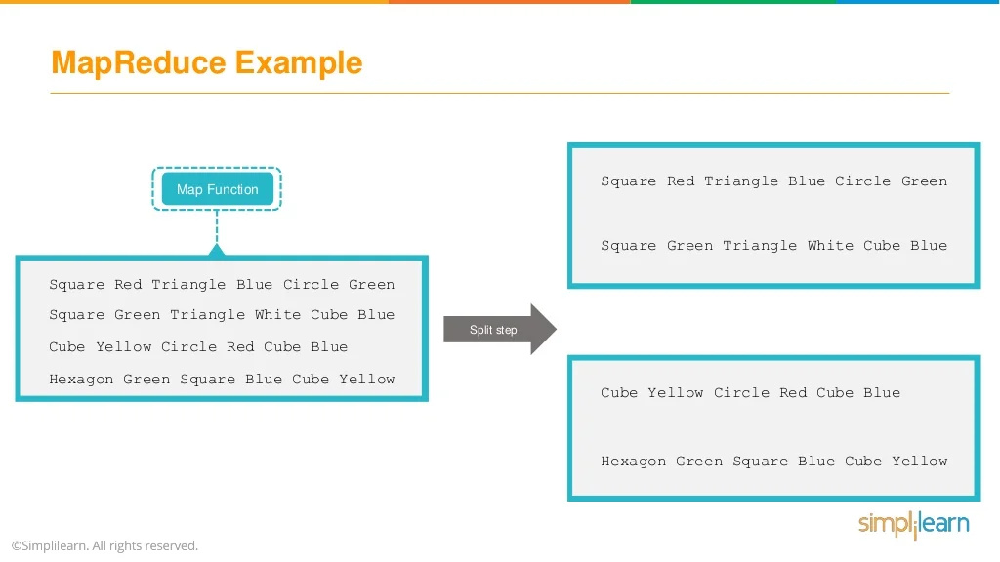 MapReduce Example
Map Function
Square Red Triangle Blue Circle Green
Square Green Triangle White Cube Blue
Cube Yellow Circle Red Cube Blue
Hexagon Green Square Blue Cube Yellow
Split step
Square Red Triangle Blue Circle Green
Square Green Triangle White Cube Blue
Cube Yellow Circle Red Cube Blue
Hexagon Green Square Blue Cube Yellow
simplilearn
©Simplilearn. All rights reserved.